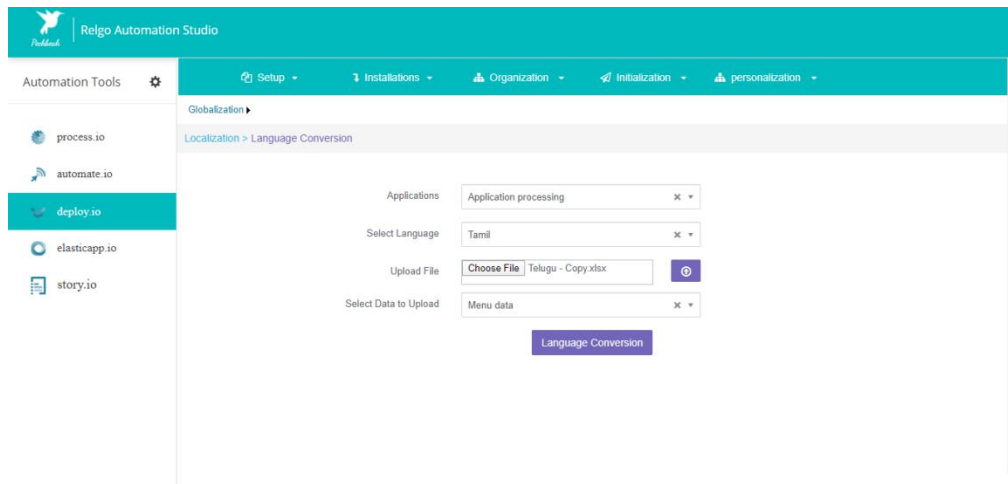 Relgo Automation Studio
Automation Tools
Setup Installations Organization Initialization personalization
Globalization
Localization > Language Conversion
process.io
automate.io
deploy.io
elasticapp.io
story.io
Applications Application processing
Select Language Tamil
Upload File Choose File Telugu - Copy.xlsx
Select Data to Upload Menu data
Language Conversion